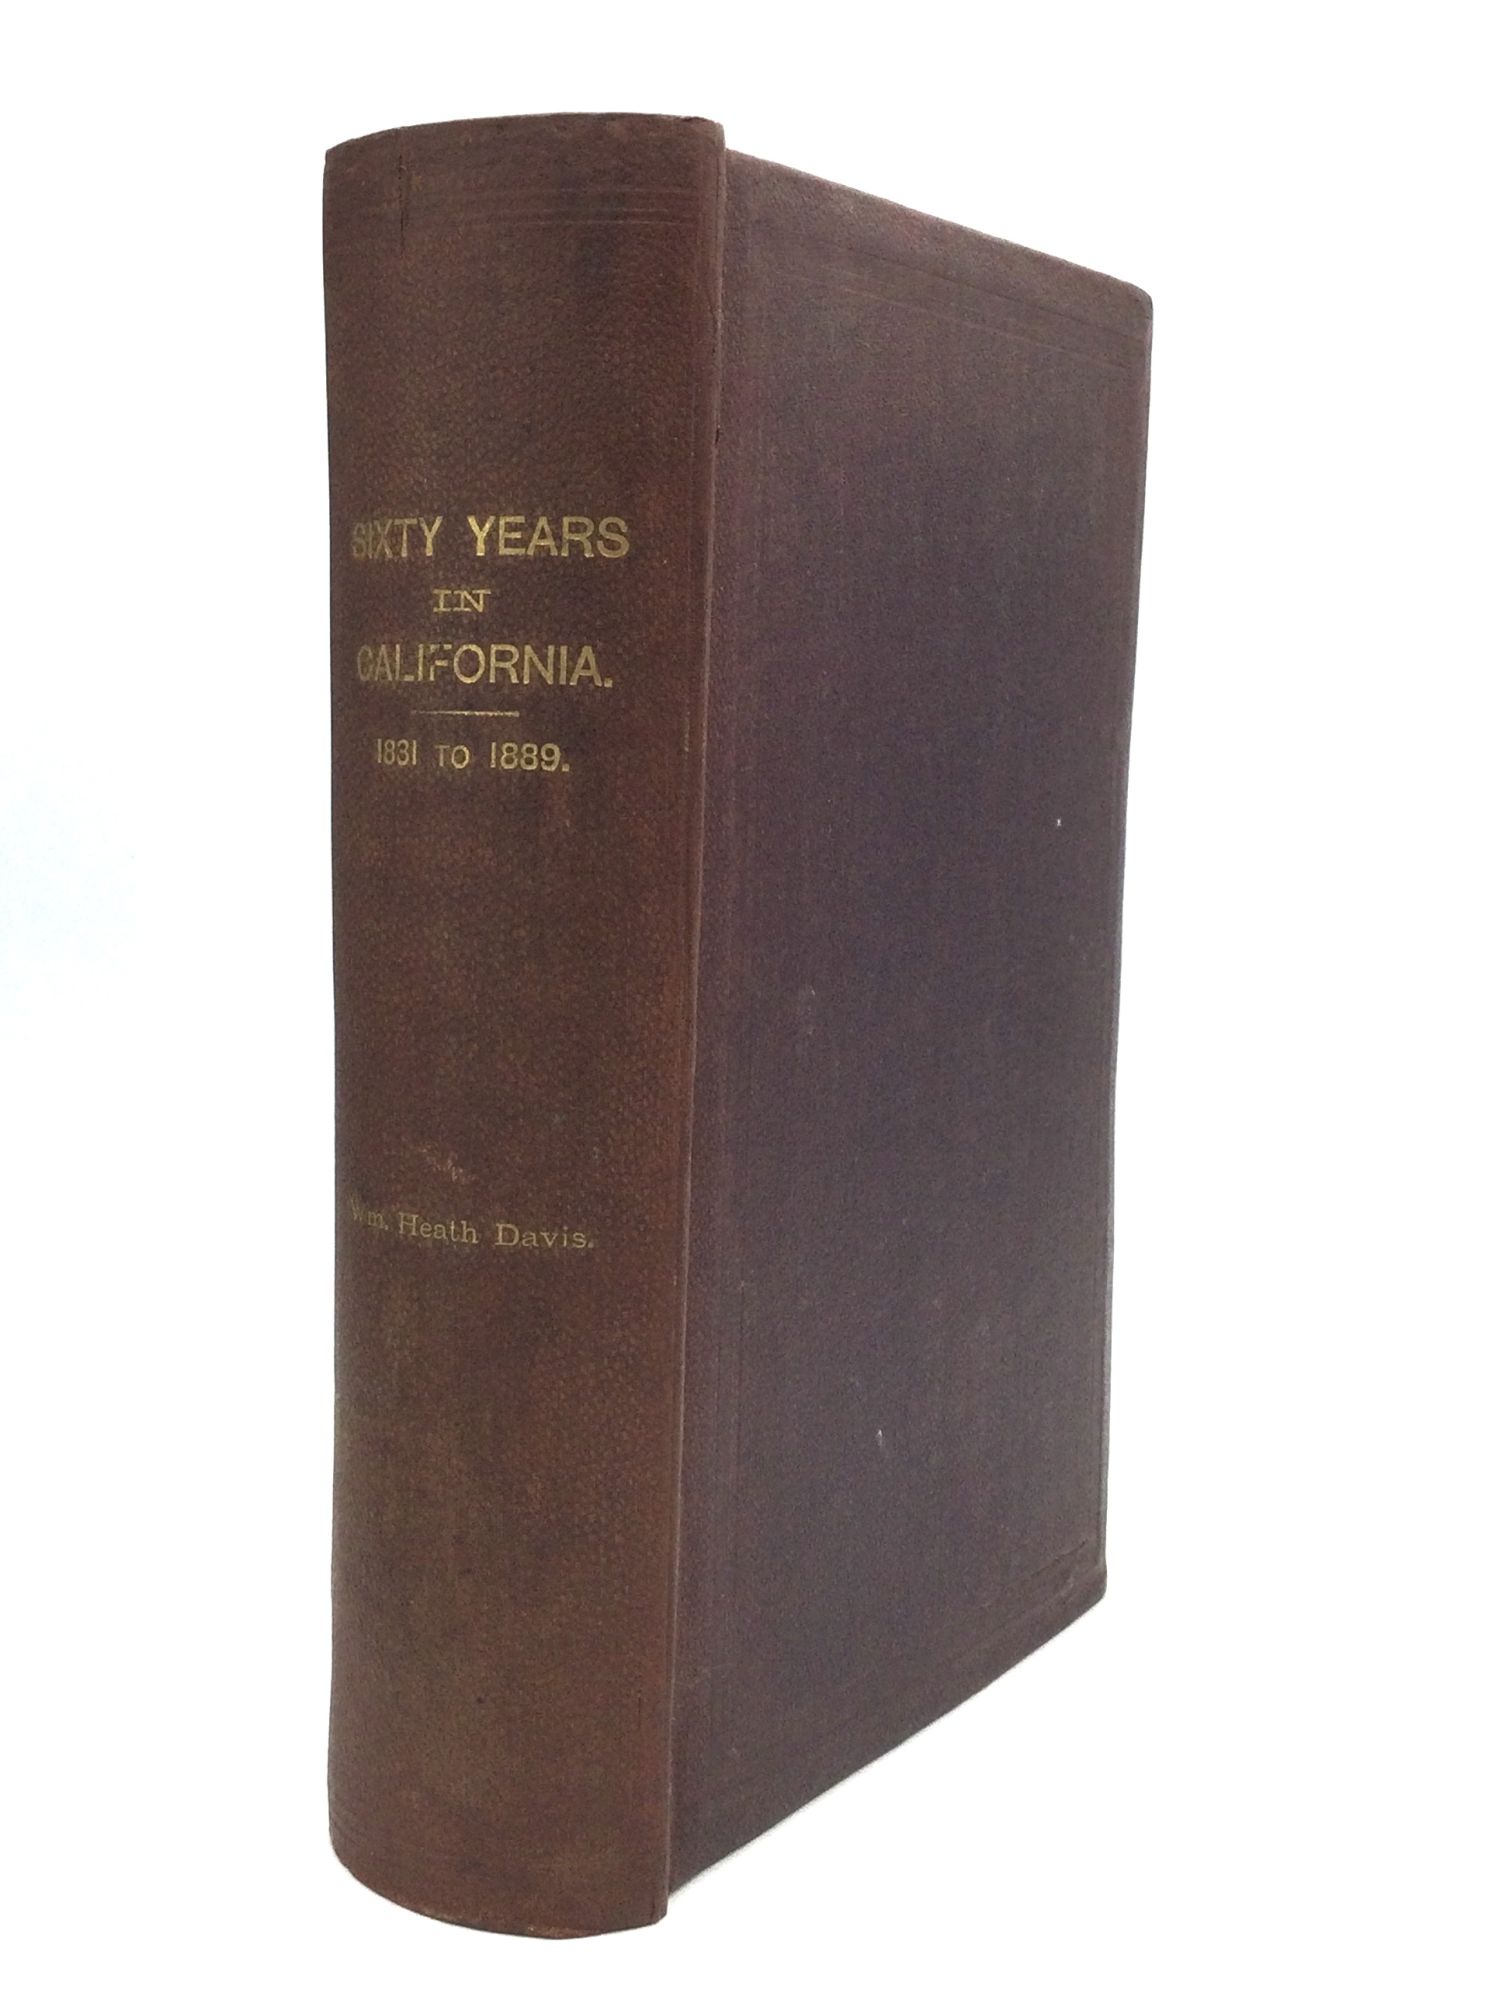 SIXTY YEARS
IN
CALIFORNIA.
1831 TO 1889.
Wm. Heath Davis.